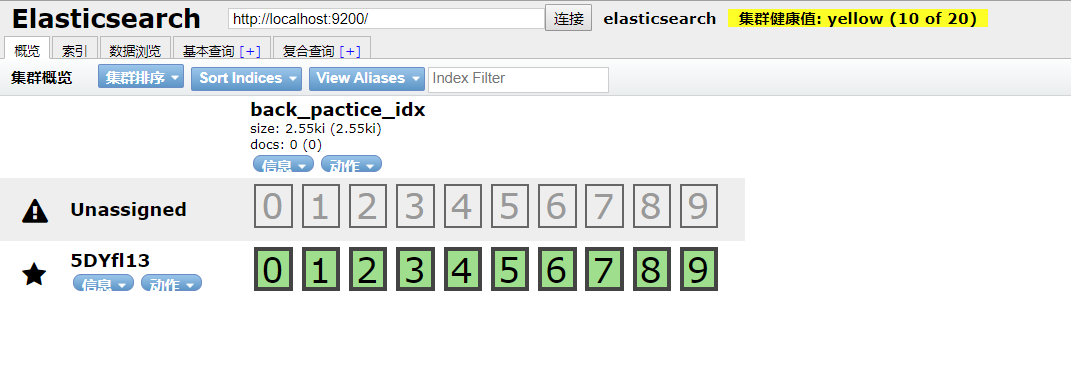 Elasticsearch http://localhost:9200/ 连接 elasticsearch 集群健康值: yellow (10 of 20)
概览 索引 数据浏览 基本查询 [+] 复合查询 [+]
集群概览 集群排序 Sort Indices View Aliases Index Filter
back_pactice_idx
size: 2.55ki (2.55ki)
docs: 0 (0)
信息 动作
Unassigned 0 1 2 3 4 5 6 7 8 9
5DYfl13 0 1 2 3 4 5 6 7 8 9
信息 动作